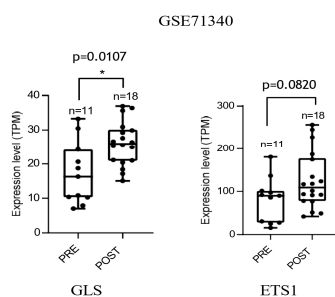 GSE71340
p=0.0107
*
n=11
n=18
Expression level (TPM)
40
30
20
10
0
PRE
POST
GLS
p=0.0820
n=11
n=18
Expression level (TPM)
300
200
100
0
PRE
POST
ETS1